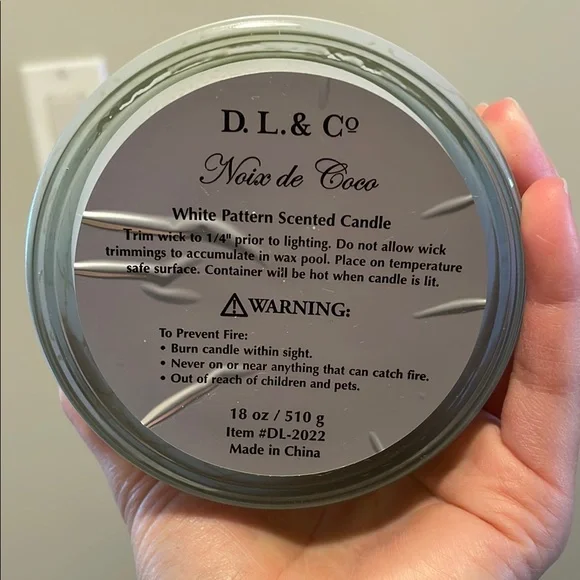 D. L. & Cº
Noix de Coco
White Pattern Scented Candle
Trim wick to 1/4" prior to lighting. Do not allow wick
trimmings to accumulate in wax pool. Place on temperature
safe surface. Container will be hot when candle is lit.
⚠WARNING:
To Prevent Fire:
• Burn candle within sight.
• Never on or near anything that can catch fire.
• Out of reach of children and pets.
18 oz / 510 g
Item #DL-2022
Made in China